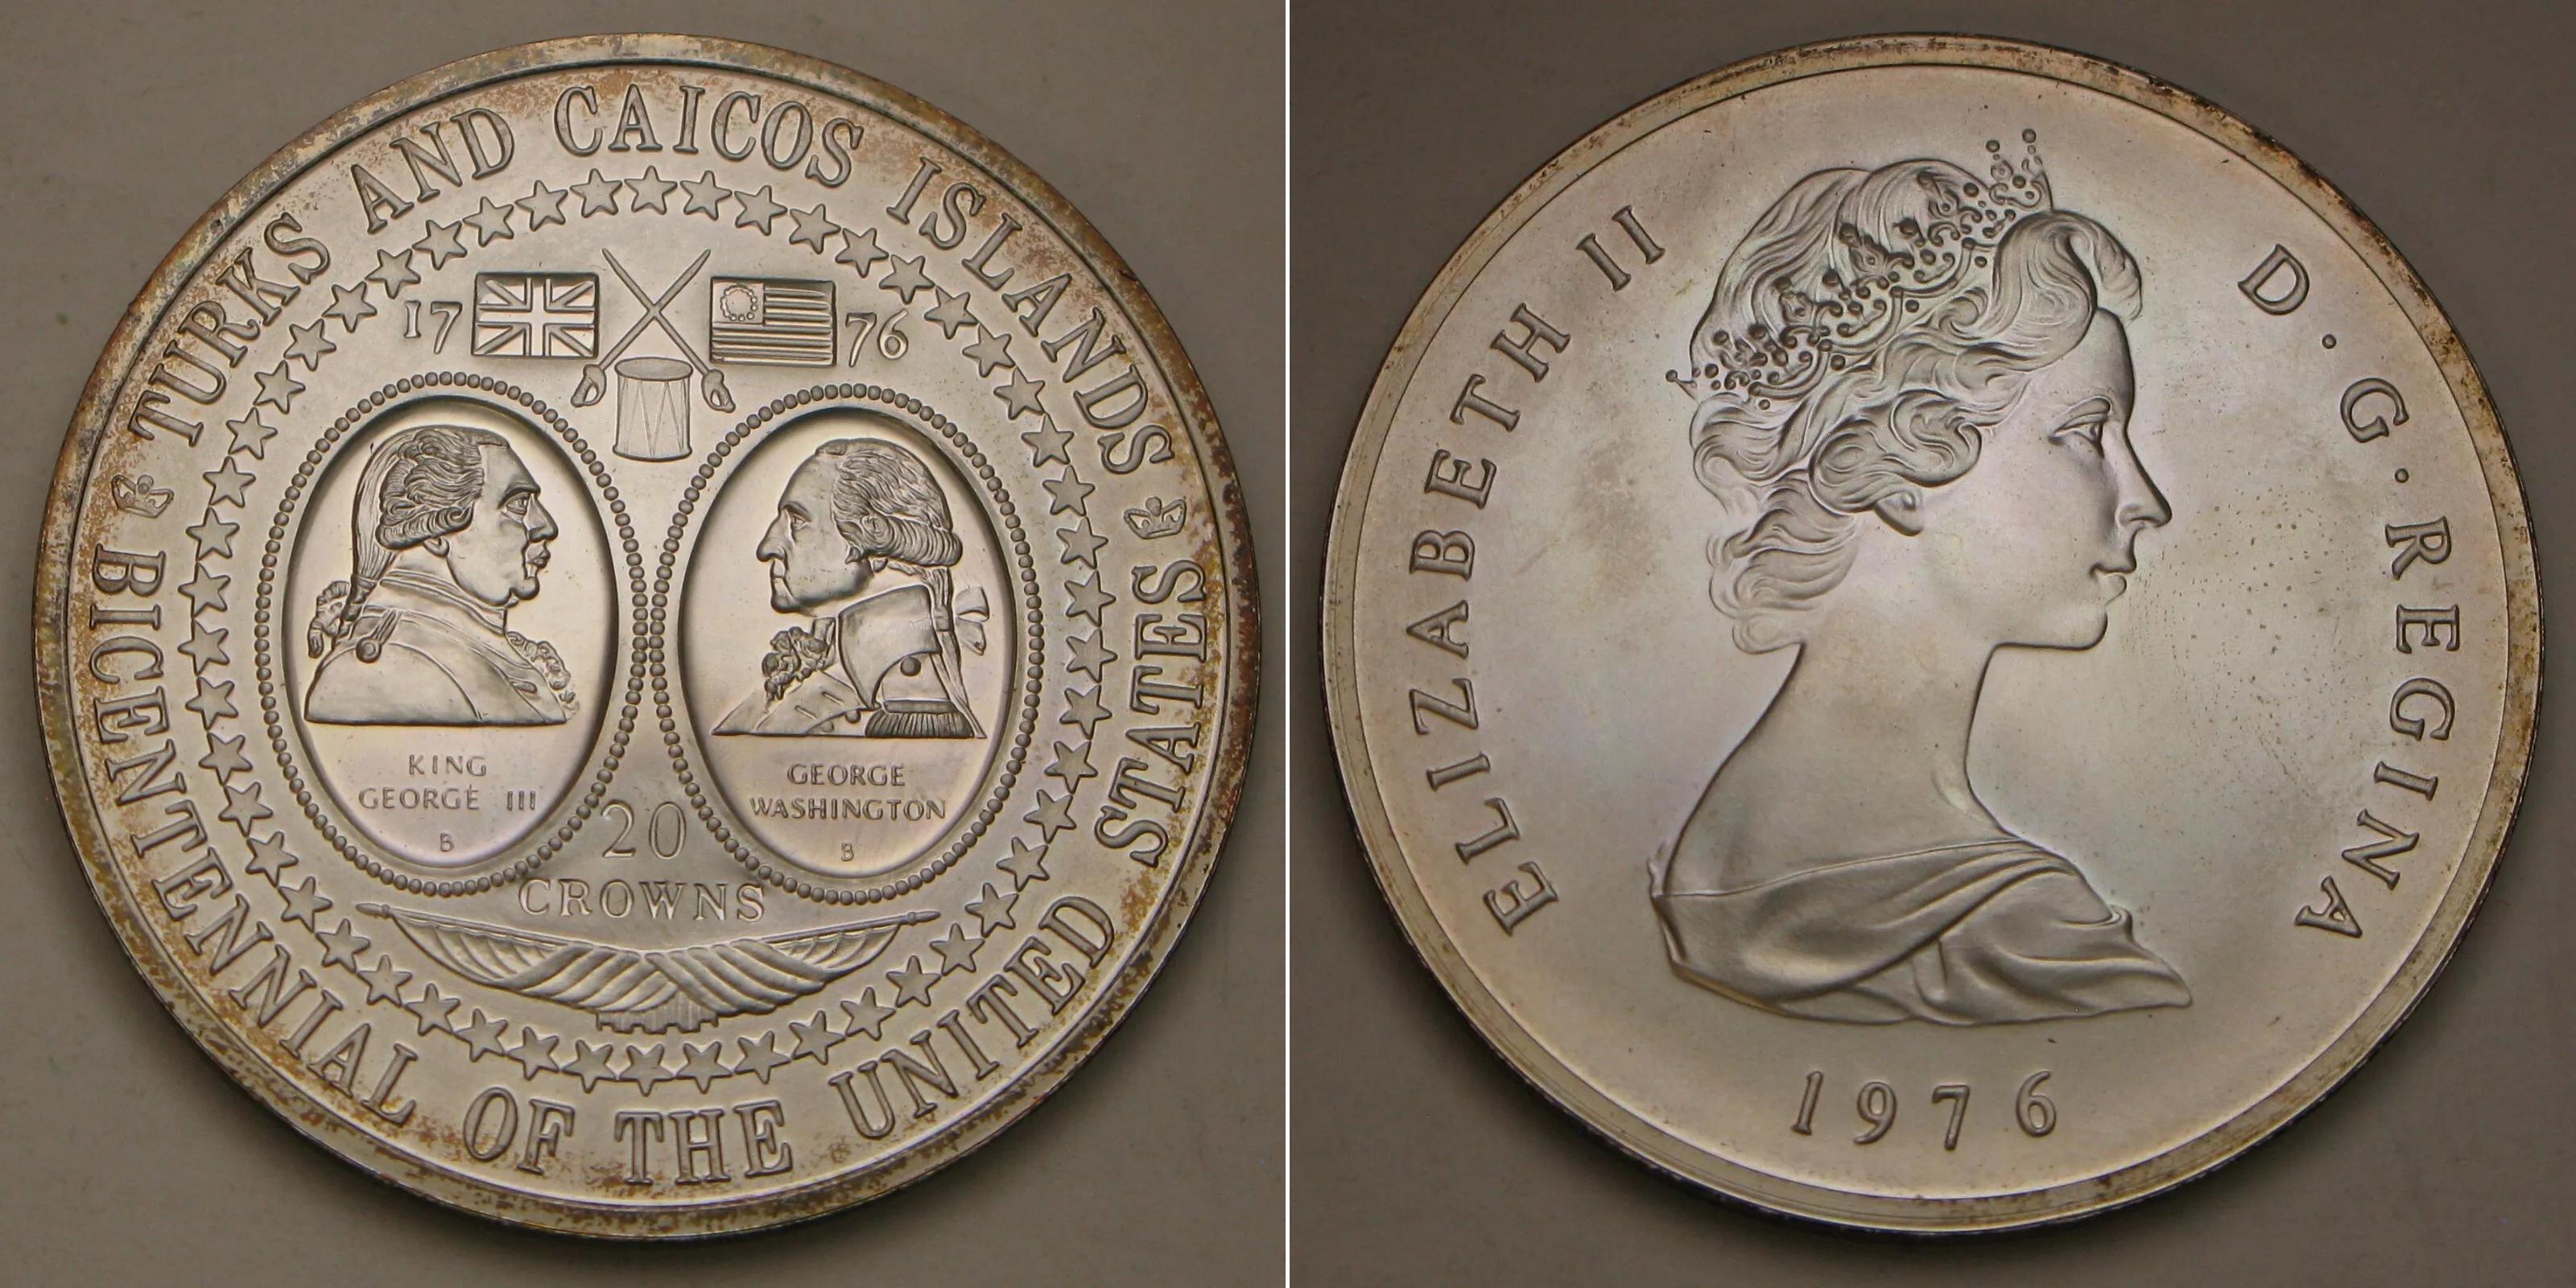 TURKS AND CAICOS ISLANDS
BICENTENNIAL OF THE UNITED STATES
17 76
KING
GEORGE III
B
GEORGE
WASHINGTON
B
20
CROWNS
ELIZABETH II D.G.REGINA
1976